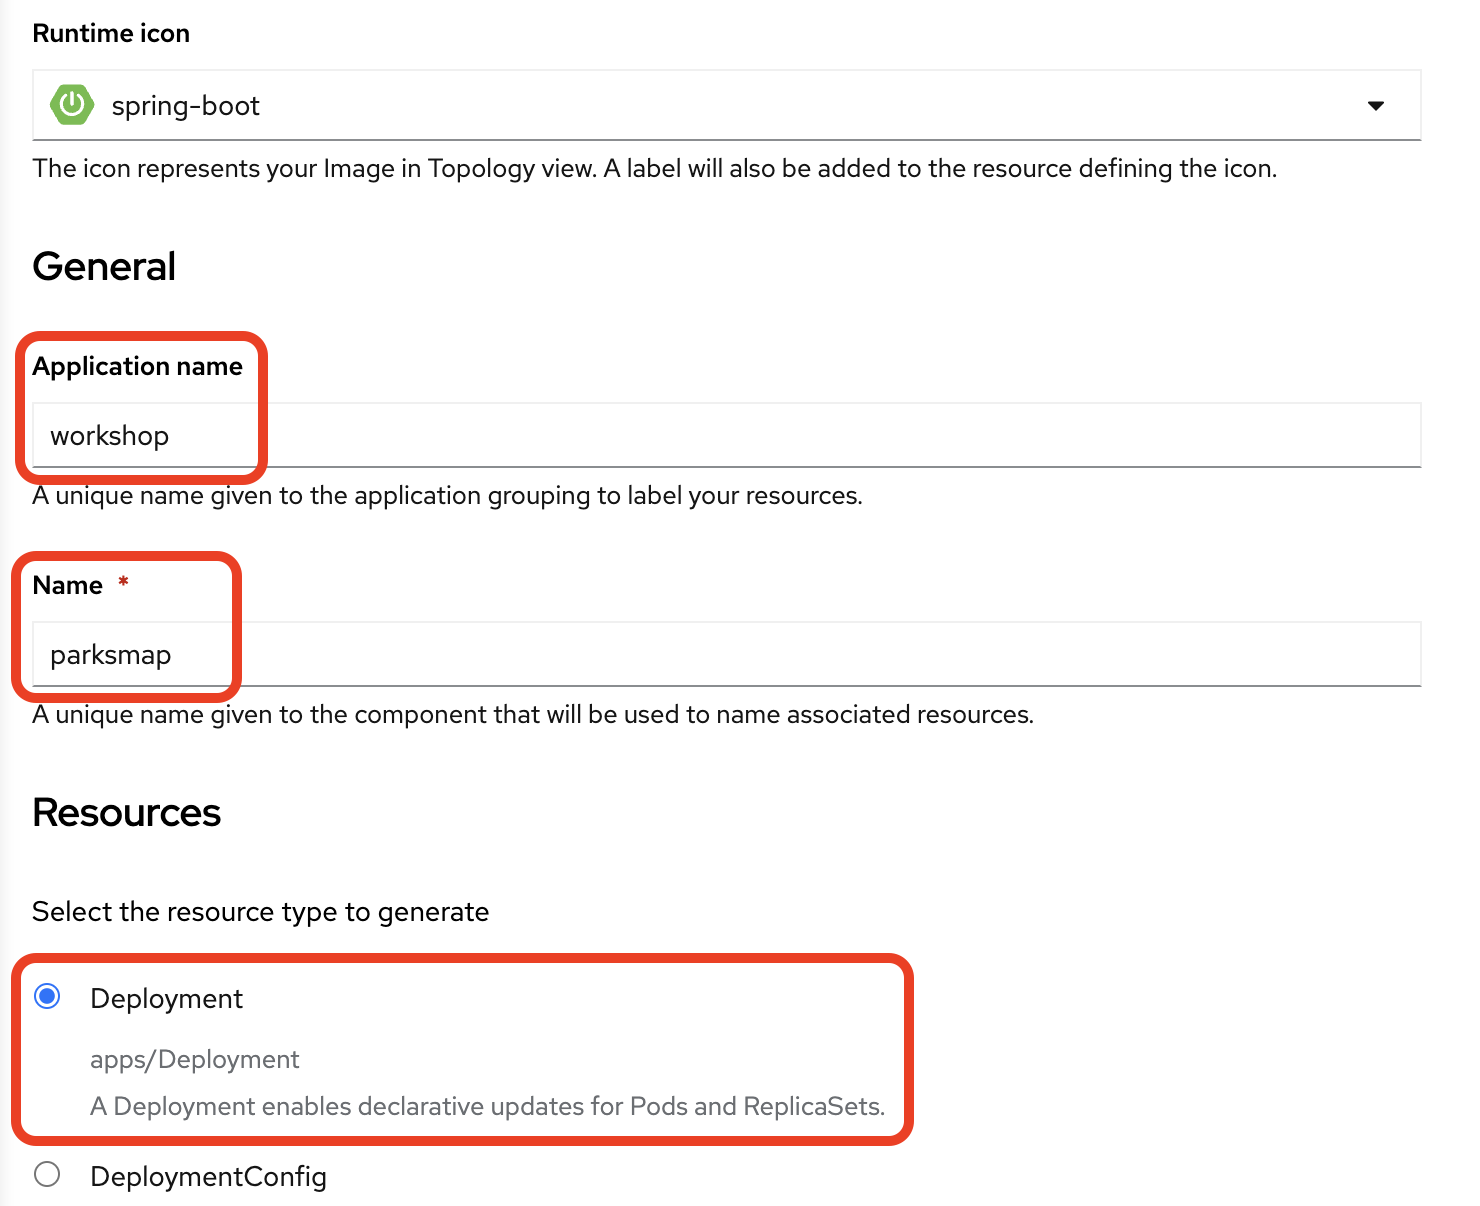 Runtime icon
spring-boot
The icon represents your Image in Topology view. A label will also be added to the resource defining the icon.
General
Application name
workshop
A unique name given to the application grouping to label your resources.
Name *
parksmap
A unique name given to the component that will be used to name associated resources.
Resources
Select the resource type to generate
Deployment
apps/Deployment
A Deployment enables declarative updates for Pods and ReplicaSets.
DeploymentConfig